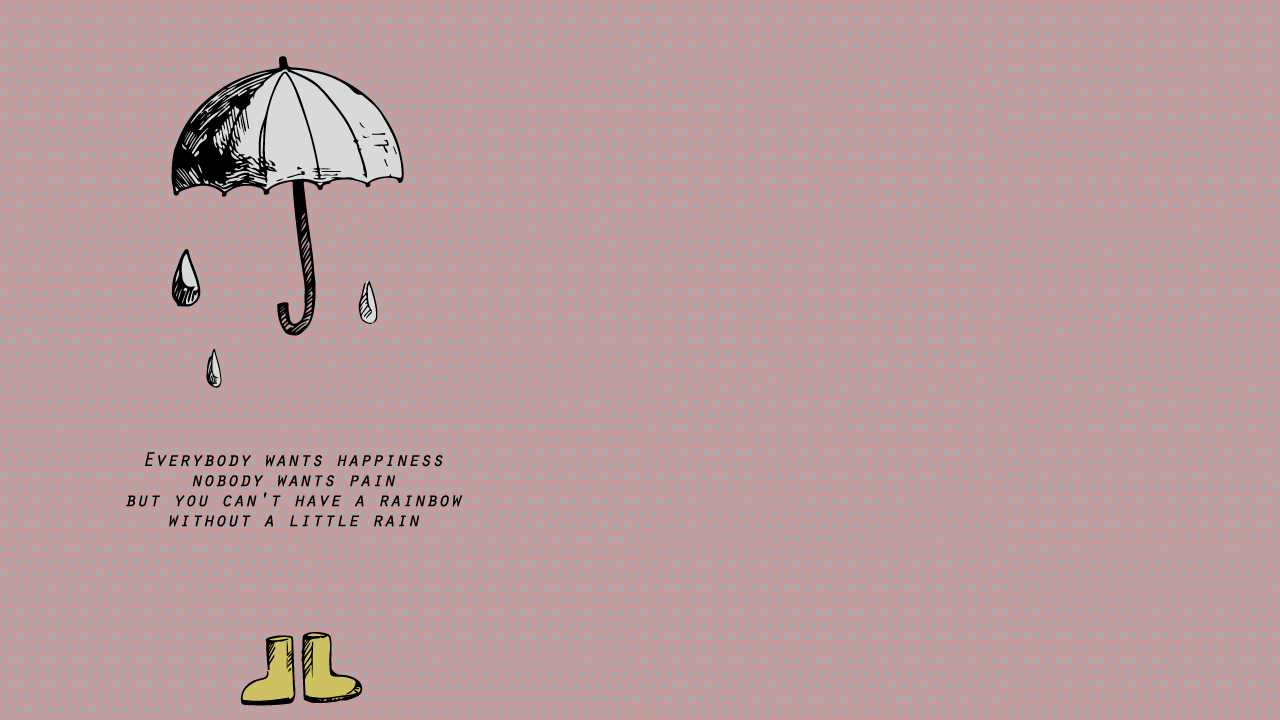 Everybody wants happiness
nobody wants pain
but you can't have a rainbow
without a little rain